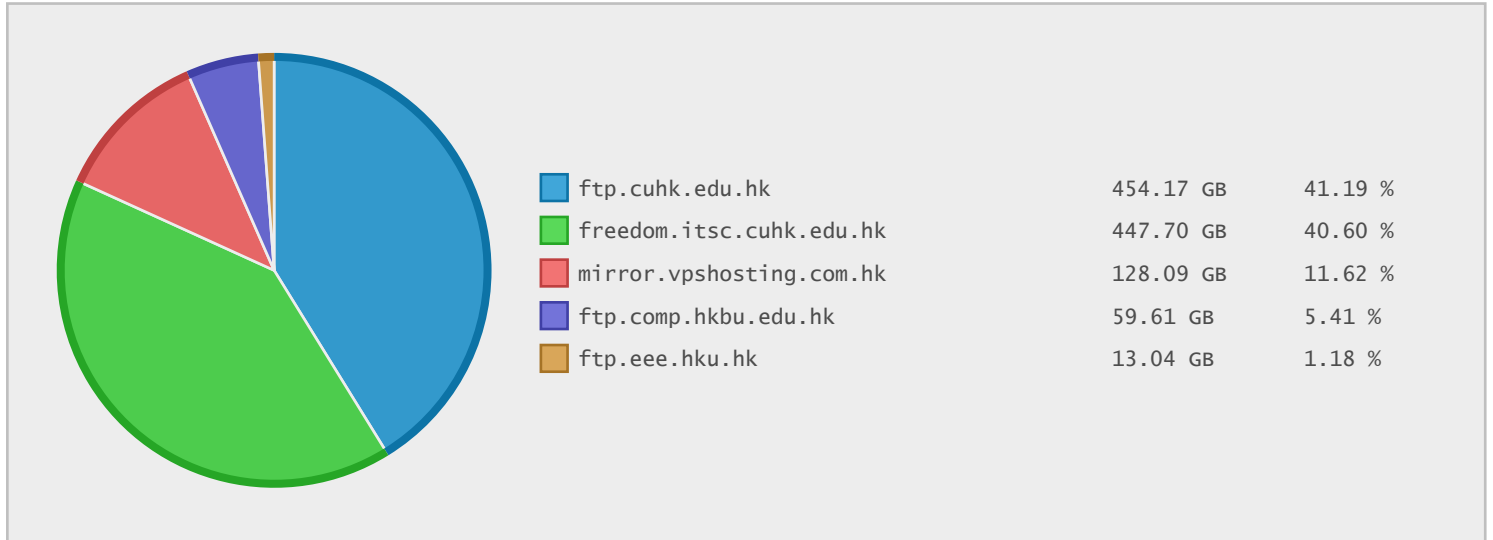 ftp.cuhk.edu.hk 454.17 GB 41.19 %
freedom.itsc.cuhk.edu.hk 447.70 GB 40.60 %
mirror.vpshosting.com.hk 128.09 GB 11.62 %
ftp.comp.hkbu.edu.hk 59.61 GB 5.41 %
ftp.eee.hku.hk 13.04 GB 1.18 %